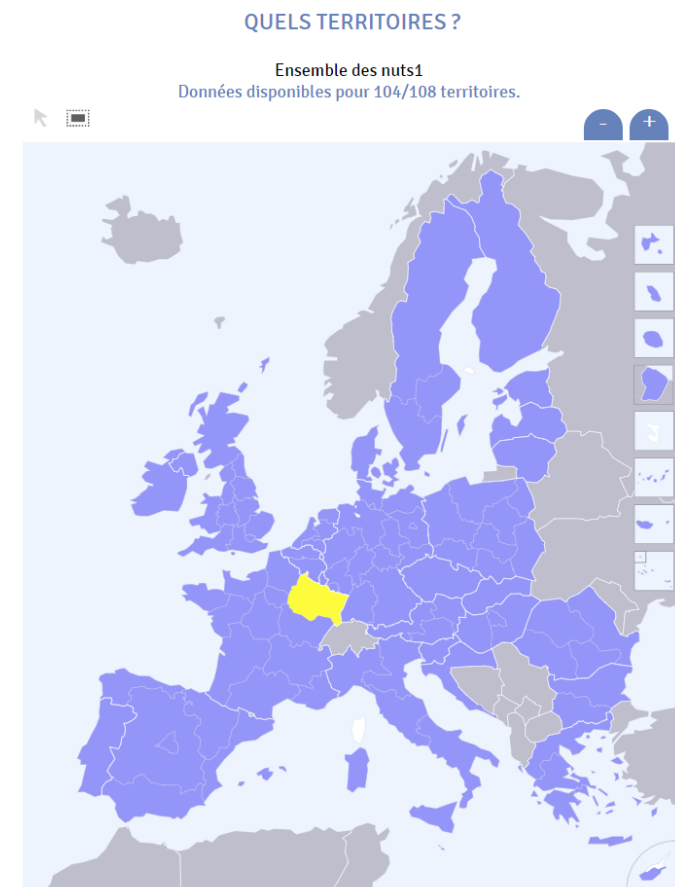 QUELS TERRITOIRES ?
Ensemble des nuts1
Données disponibles pour 104/108 territoires.
- +